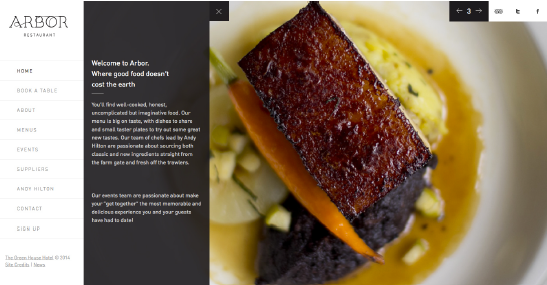 ARBOR
RESTAURANT
HOME
BOOK A TABLE
ABOUT
MENUS
EVENTS
SUPPLIERS
ANDY HILTON
CONTACT
SIGN UP
The Green House Hotel © 2014
Site Credits | News
Welcome to Arbor.
Where good food doesn't
cost the earth
You'll find well-cooked, honest,
uncomplicated but imaginative food. Our
menu is big on taste, with dishes to share
and small taster plates to try out some great
new tastes. Our team of chefs lead by Andy
Hilton are passionate about sourcing both
classic and new ingredients straight from
the farm gate and fresh off the trawlers.
Our events team are passionate about make
your "get together" the most memorable and
delicious experience you and your guests
have had to date!
3